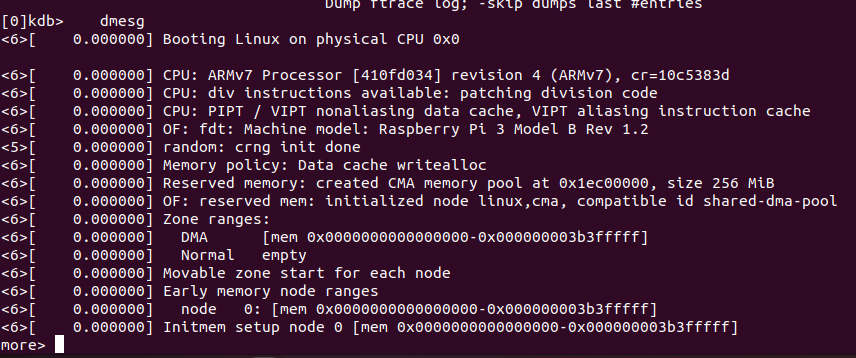 Dump ftrace log; -skip dumps last #entries
[0]kdb>    dmesg
<6>[    0.000000] Booting Linux on physical CPU 0x0
<6>[    0.000000] CPU: ARMv7 Processor [410fd034] revision 4 (ARMv7), cr=10c5383d
<6>[    0.000000] CPU: div instructions available: patching division code
<6>[    0.000000] CPU: PIPT / VIPT nonaliasing data cache, VIPT aliasing instruction cache
<6>[    0.000000] OF: fdt: Machine model: Raspberry Pi 3 Model B Rev 1.2
<5>[    0.000000] random: crng init done
<6>[    0.000000] Memory policy: Data cache writealloc
<6>[    0.000000] Reserved memory: created CMA memory pool at 0x1ec00000, size 256 MiB
<6>[    0.000000] OF: reserved mem: initialized node linux,cma, compatible id shared-dma-pool
<6>[    0.000000] Zone ranges:
<6>[    0.000000]   DMA      [mem 0x0000000000000000-0x000000003b3fffff]
<6>[    0.000000]   Normal   empty
<6>[    0.000000] Movable zone start for each node
<6>[    0.000000] Early memory node ranges
<6>[    0.000000]   node   0: [mem 0x0000000000000000-0x000000003b3fffff]
<6>[    0.000000] Initmem setup node 0 [mem 0x0000000000000000-0x000000003b3fffff]
more>